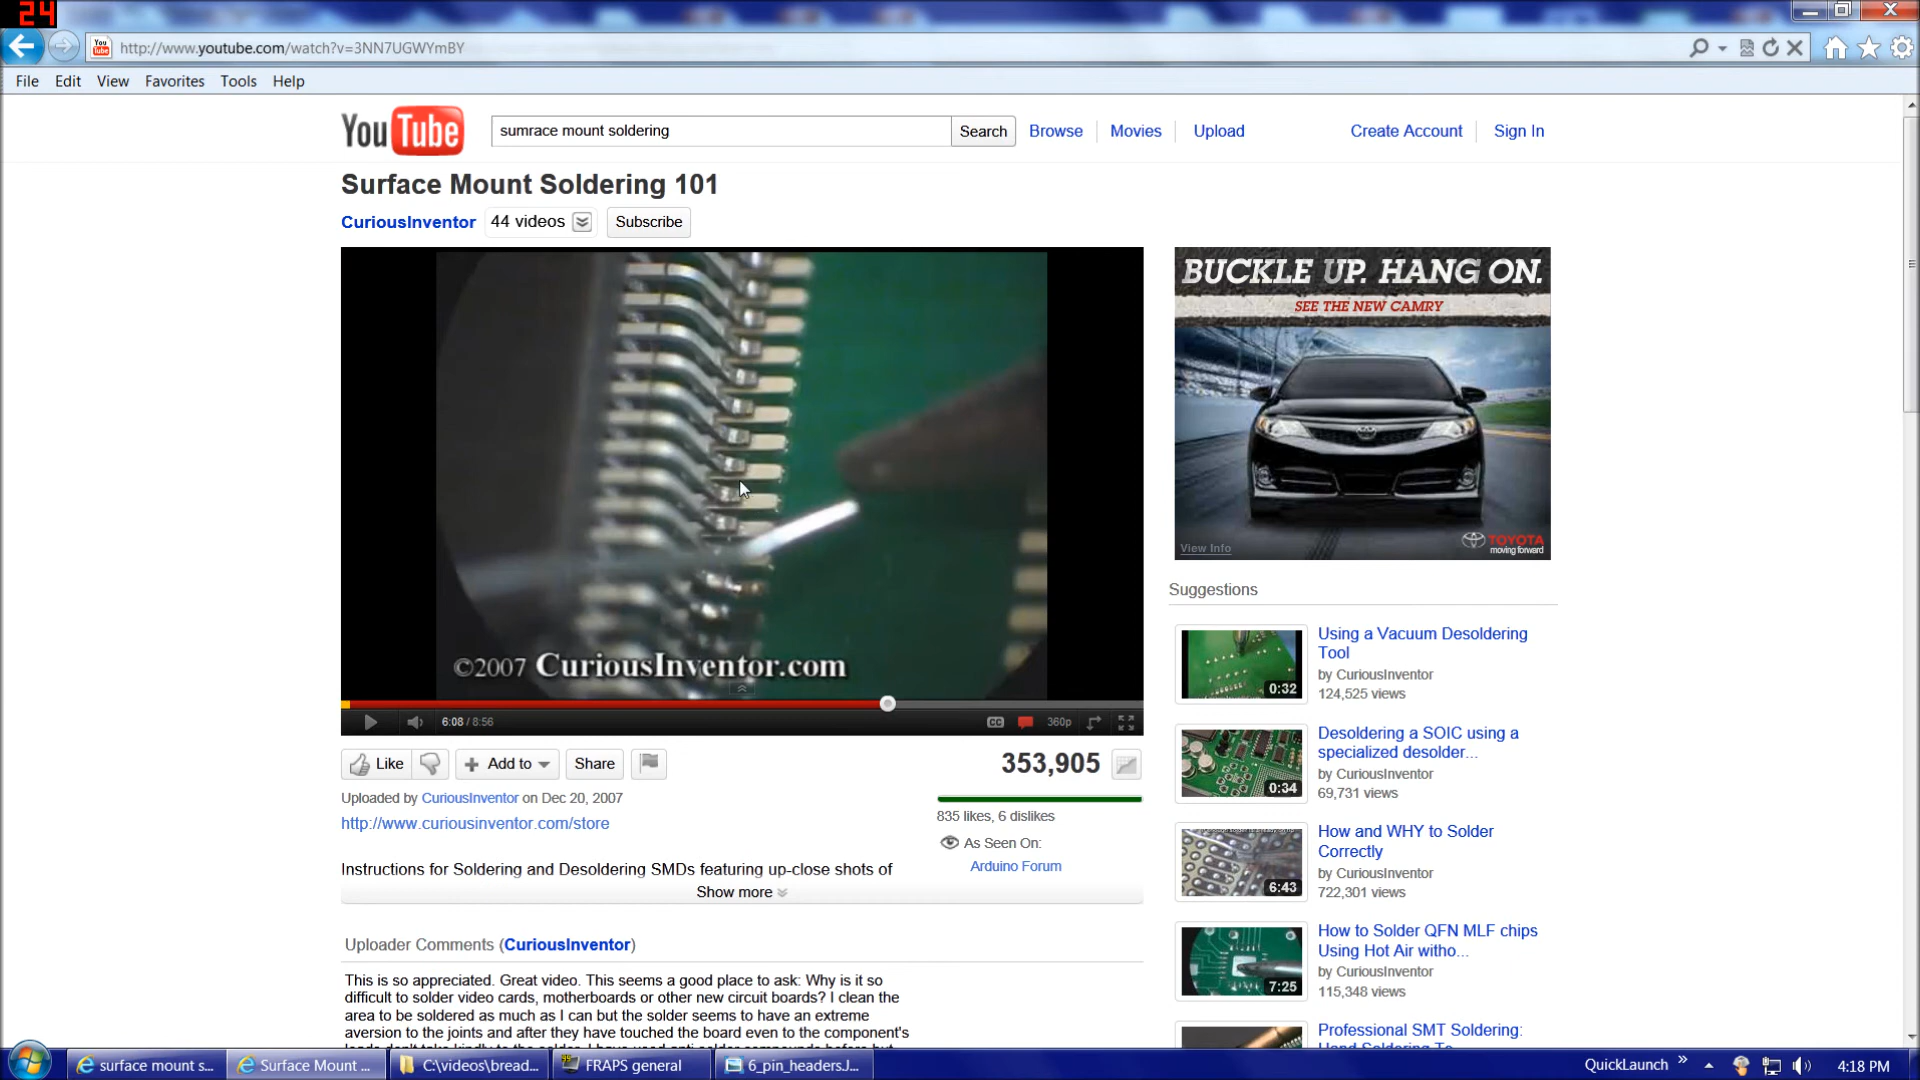 24
http://www.youtube.com/watch?v=3NN7UGWYmBY
File Edit View Favorites Tools Help
YouTube
sumrace mount soldering
Search Browse Movies Upload Create Account Sign In
Surface Mount Soldering 101
CuriousInventor 44 videos Subscribe
BUCKLE UP. HANG ON.
SEE THE NEW CAMRY
View Info
TOYOTA
moving forward
©2007 CuriousInventor.com
6:08 / 8:56 CC 360p
Like Add to Share 353,905
Uploaded by CuriousInventor on Dec 20, 2007
http://www.curiousinventor.com/store
835 likes, 6 dislikes
As Seen On:
Arduino Forum
Instructions for Soldering and Desoldering SMDs featuring up-close shots of
Show more
Uploader Comments (CuriousInventor)
This is so appreciated. Great video. This seems a good place to ask: Why is it so
difficult to solder video cards, motherboards or other new circuit boards? I clean the
area to be soldered as much as I can but the solder seems to have an extreme
aversion to the joints and after they have touched the board even to the component's
Suggestions
0:32
Using a Vacuum Desoldering
Tool
by CuriousInventor
124,525 views
0:34
Desoldering a SOIC using a
specialized desolder...
by CuriousInventor
69,731 views
6:43
How and WHY to Solder
Correctly
by CuriousInventor
722,301 views
7:25
How to Solder QFN MLF chips
Using Hot Air witho...
by CuriousInventor
115,348 views
Professional SMT Soldering:
surface mount s... Surface Mount ... C:\videos\bread... FRAPS general 6_pin_headersJ... QuickLaunch 4:18 PM